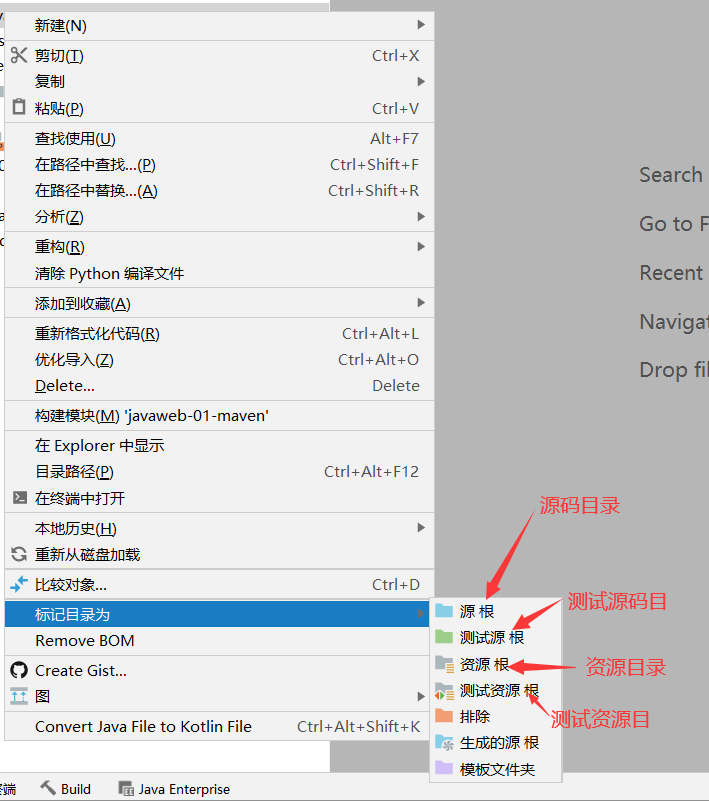 新建(N)
剪切(T) Ctrl+X
复制
粘贴(P) Ctrl+V
查找使用(U) Alt+F7
在路径中查找...(P) Ctrl+Shift+F
在路径中替换...(A) Ctrl+Shift+R
分析(Z)
重构(R)
清除 Python 编译文件
添加到收藏(A)
重新格式化代码(R) Ctrl+Alt+L
优化导入(Z) Ctrl+Alt+O
Delete... Delete
构建模块(M) 'javaweb-01-maven'
在 Explorer 中显示
目录路径(P) Ctrl+Alt+F12
在终端中打开
本地历史(H)
重新从磁盘加载
比较对象... Ctrl+D
标记目录为
Remove BOM
Create Gist...
图
Convert Java File to Kotlin File Ctrl+Alt+Shift+K
Search
Go to F
Recent
Navigat
Drop fil
源码目录
源 根
测试源码目
测试源 根
资源 根
资源目录
测试资源 根
测试资源目
排除
生成的源 根
模板文件夹
终端 Build Java Enterprise